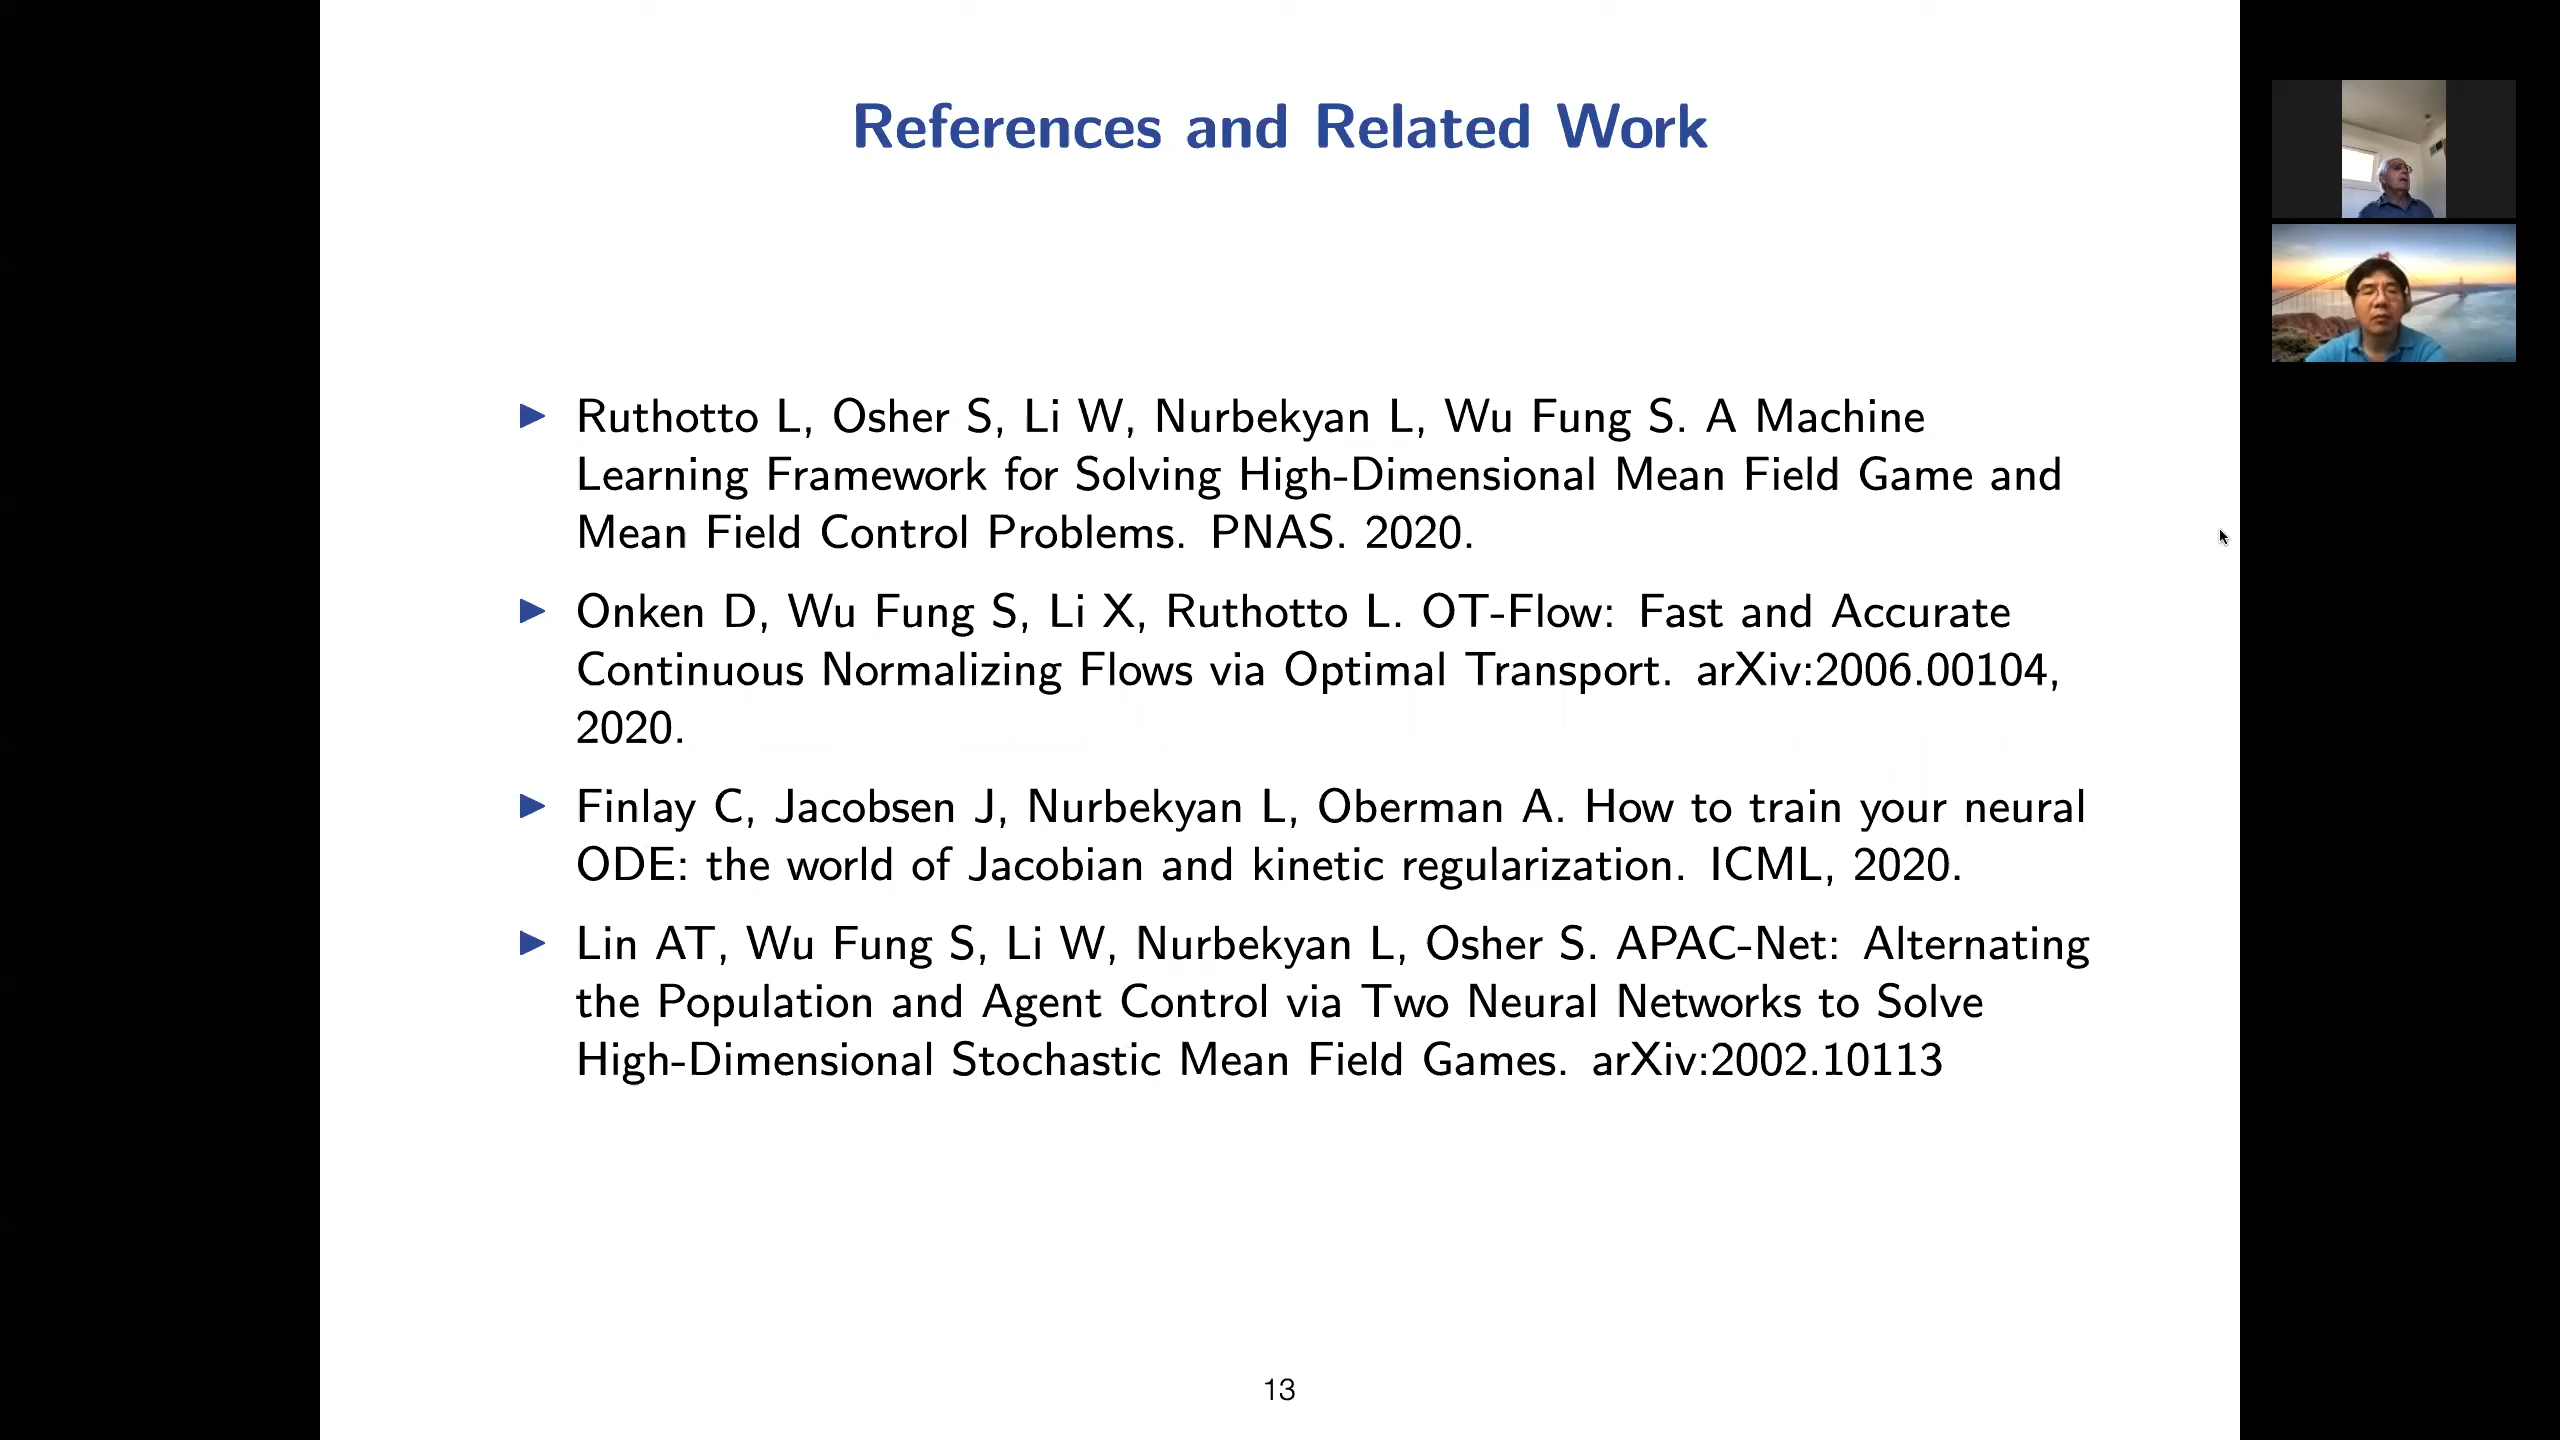 References and Related Work
▶ Ruthotto L, Osher S, Li W, Nurbekyan L, Wu Fung S. A Machine
Learning Framework for Solving High-Dimensional Mean Field Game and
Mean Field Control Problems. PNAS. 2020.
▶ Onken D, Wu Fung S, Li X, Ruthotto L. OT-Flow: Fast and Accurate
Continuous Normalizing Flows via Optimal Transport. arXiv:2006.00104,
2020.
▶ Finlay C, Jacobsen J, Nurbekyan L, Oberman A. How to train your neural
ODE: the world of Jacobian and kinetic regularization. ICML, 2020.
▶ Lin AT, Wu Fung S, Li W, Nurbekyan L, Osher S. APAC-Net: Alternating
the Population and Agent Control via Two Neural Networks to Solve
High-Dimensional Stochastic Mean Field Games. arXiv:2002.10113
13